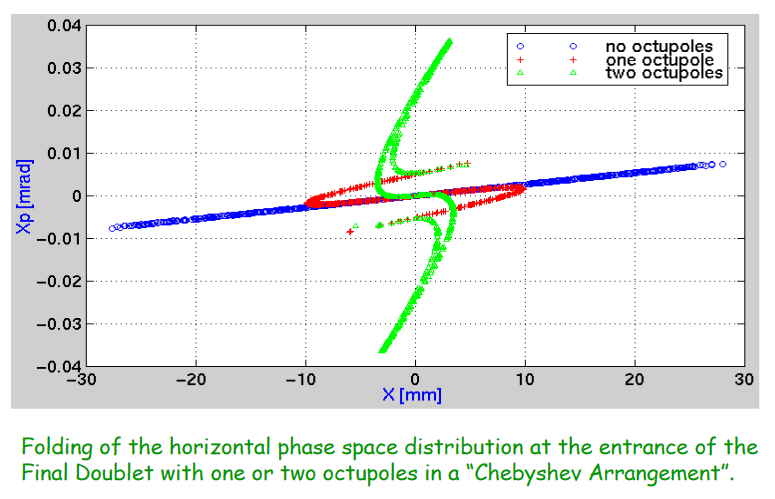 0.04
0.03
0.02
0.01
0
−0.01
−0.02
−0.03
−0.04
Xp [mrad]
no octupoles
one octupole
two octupoles
−30 −20 −10 0 10 20 30
X [mm]
Folding of the horizontal phase space distribution at the entrance of the
Final Doublet with one or two octupoles in a “Chebyshev Arrangement”.